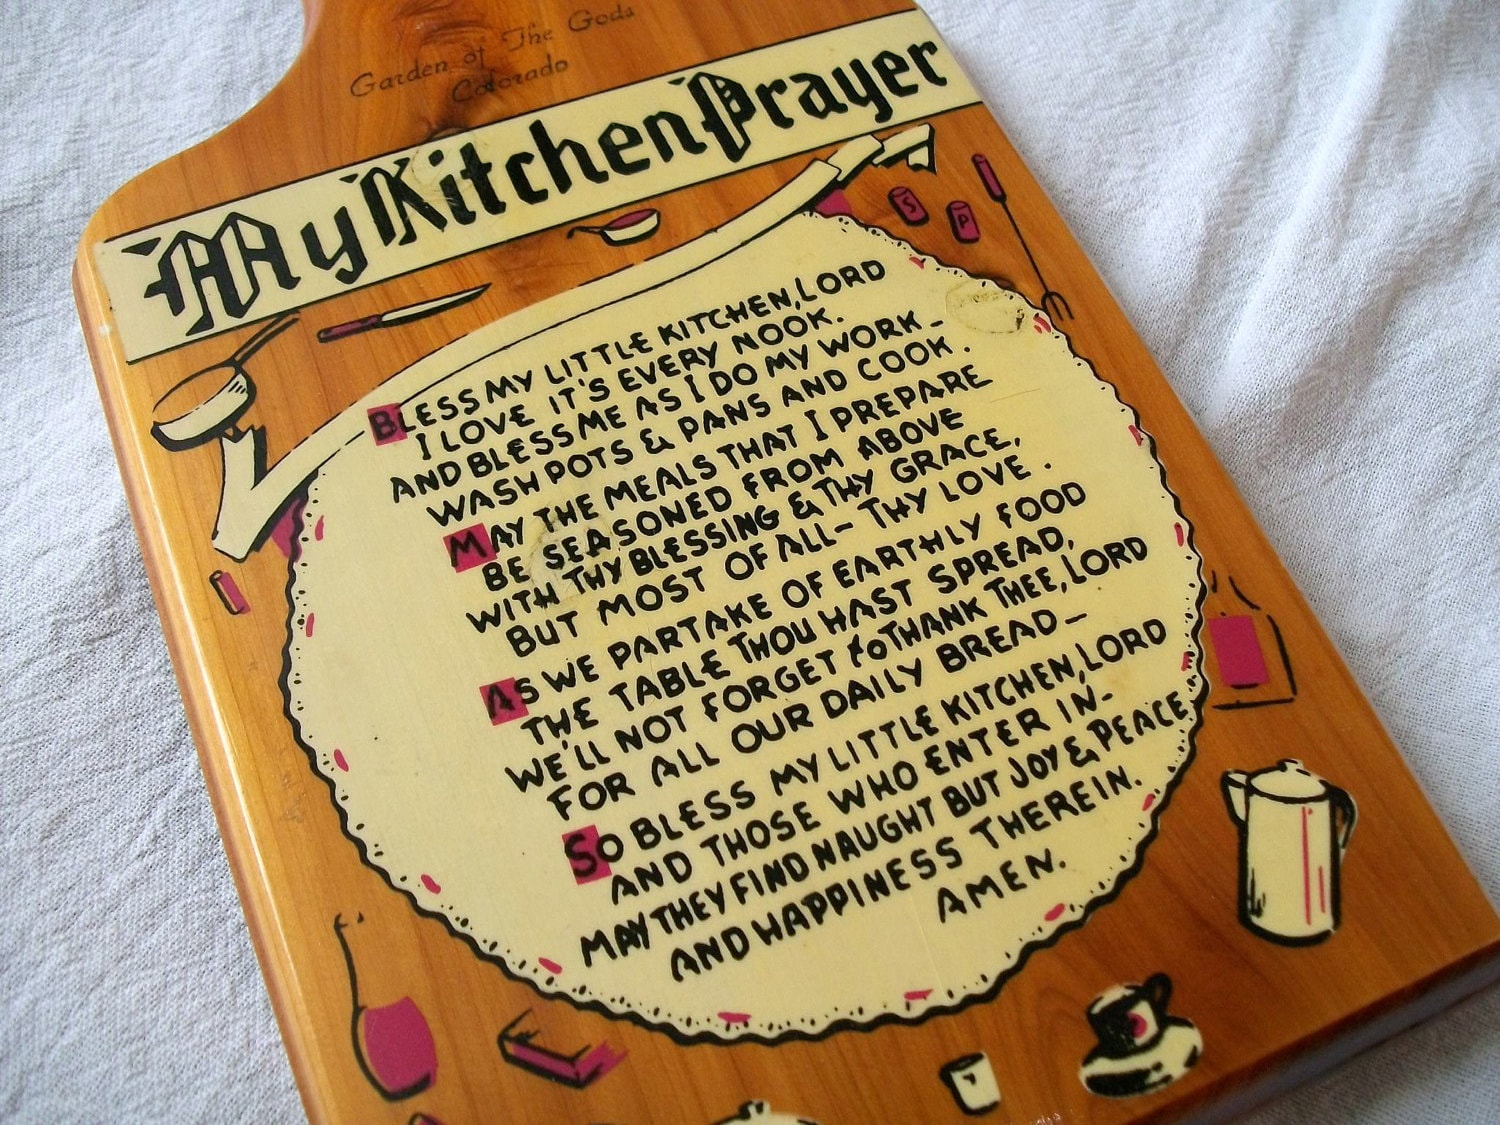 Garden of The Gods
Colorado
My Kitchen Prayer
S
P
BLESS MY LITTLE KITCHEN, LORD
I LOVE IT'S EVERY NOOK.
AND BLESS ME AS I DO MY WORK-
WASH POTS & PANS AND COOK.
MAY THE MEALS THAT I PREPARE
BE SEASONED FROM ABOVE
WITH THY BLESSING & THY GRACE,
BUT MOST OF ALL- THY LOVE.
AS WE PARTAKE OF EARTHLY FOOD
THE TABLE THOU HAST SPREAD,
WE'LL NOT FORGET to THANK THEE, LORD
FOR ALL OUR DAILY BREAD-
SO BLESS MY LITTLE KITCHEN, LORD
AND THOSE WHO ENTER IN-
MAY THEY FIND NAUGHT BUT JOY & PEACE,
AND HAPPINESS THEREIN.
AMEN.